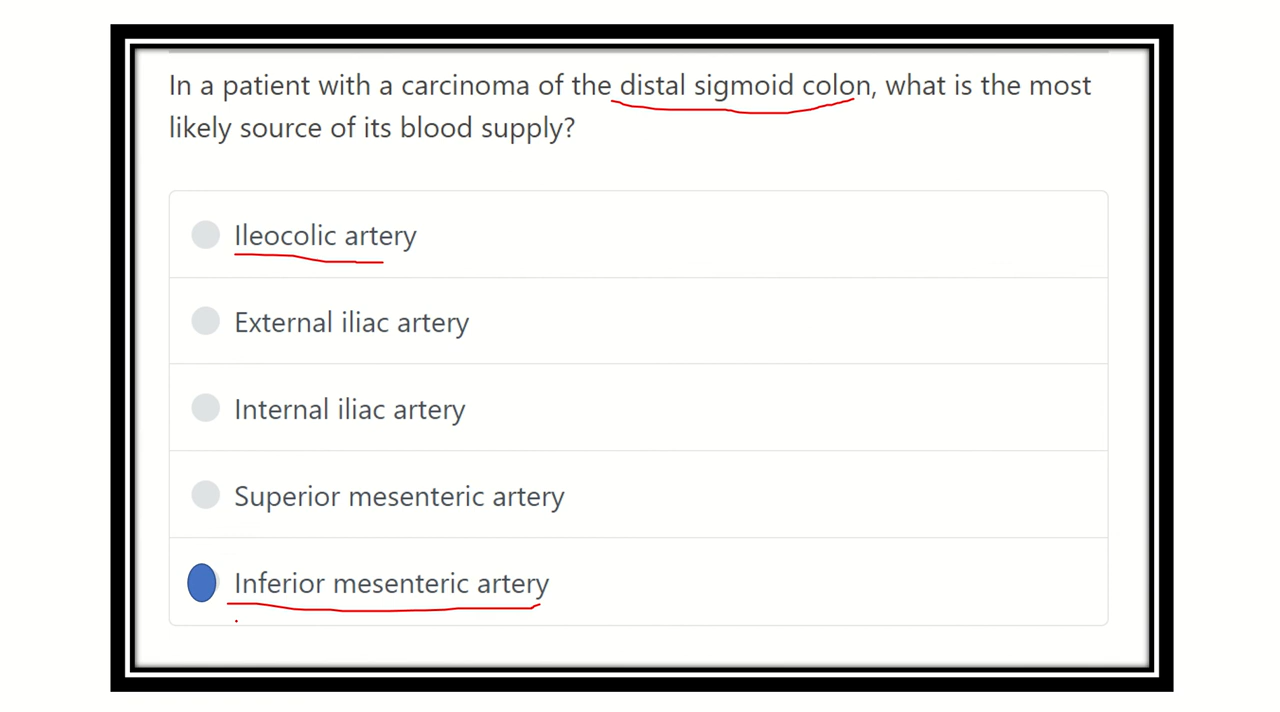 In a patient with a carcinoma of the distal sigmoid colon, what is the most
likely source of its blood supply?
Ileocolic artery
External iliac artery
Internal iliac artery
Superior mesenteric artery
Inferior mesenteric artery